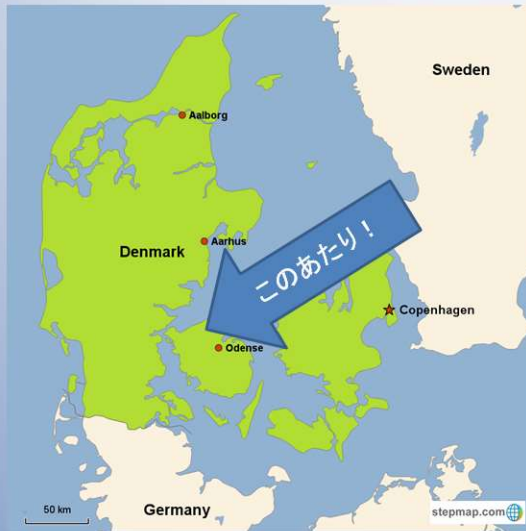 Sweden
Aalborg
Denmark
Aarhus
このあたり！
Copenhagen
Odense
50 km
Germany
stepmap.com